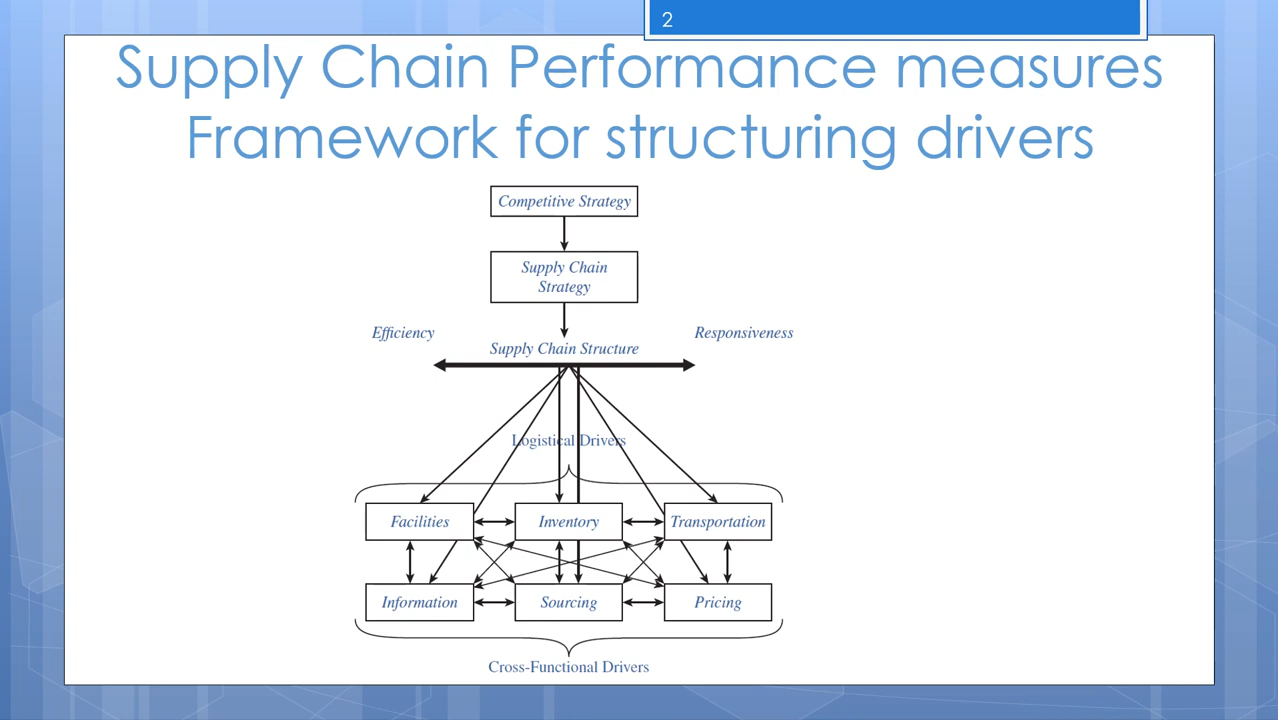 2
Supply Chain Performance measures
Framework for structuring drivers
Competitive Strategy
Supply Chain
Strategy
Efficiency
Responsiveness
Supply Chain Structure
Logistical Drivers
Facilities
Inventory
Transportation
Information
Sourcing
Pricing
Cross-Functional Drivers